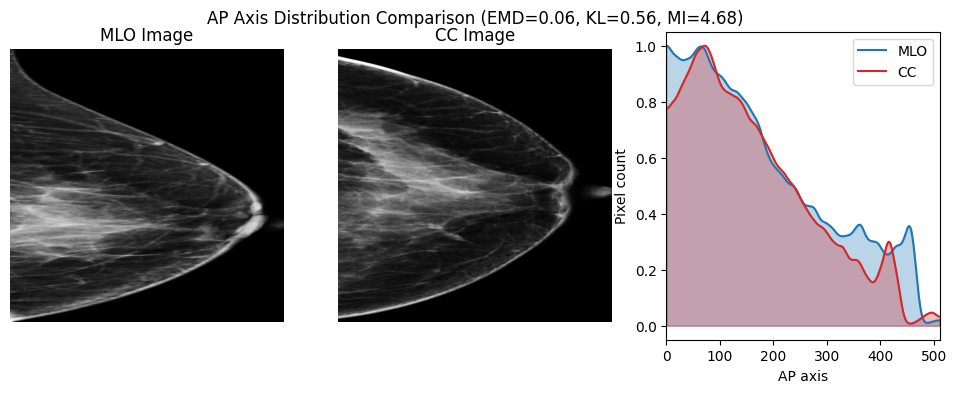 AP Axis Distribution Comparison (EMD=0.06, KL=0.56, MI=4.68)
MLO Image
CC Image
MLO
CC
Pixel count
1.0
0.8
0.6
0.4
0.2
0.0
0 100 200 300 400 500
AP axis